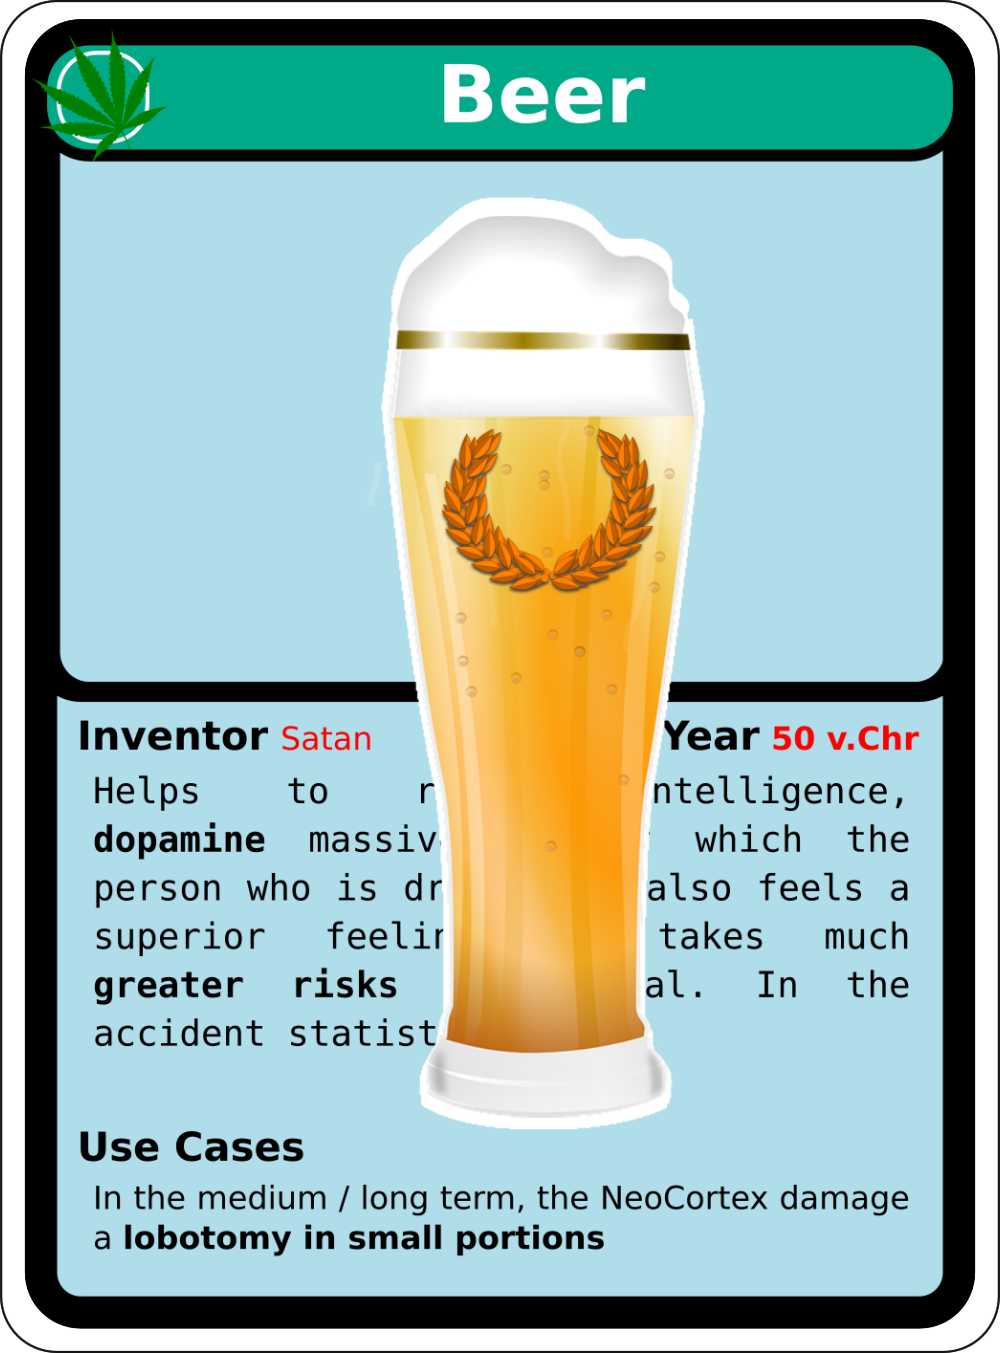 Beer
Inventor Satan Year 50 v.Chr
Helps to
dopamine which the
person who is also feels a
superior takes much
greater risks In the
accident
Use Cases
In the medium / long term, the NeoCortex damage
a lobotomy in small portions